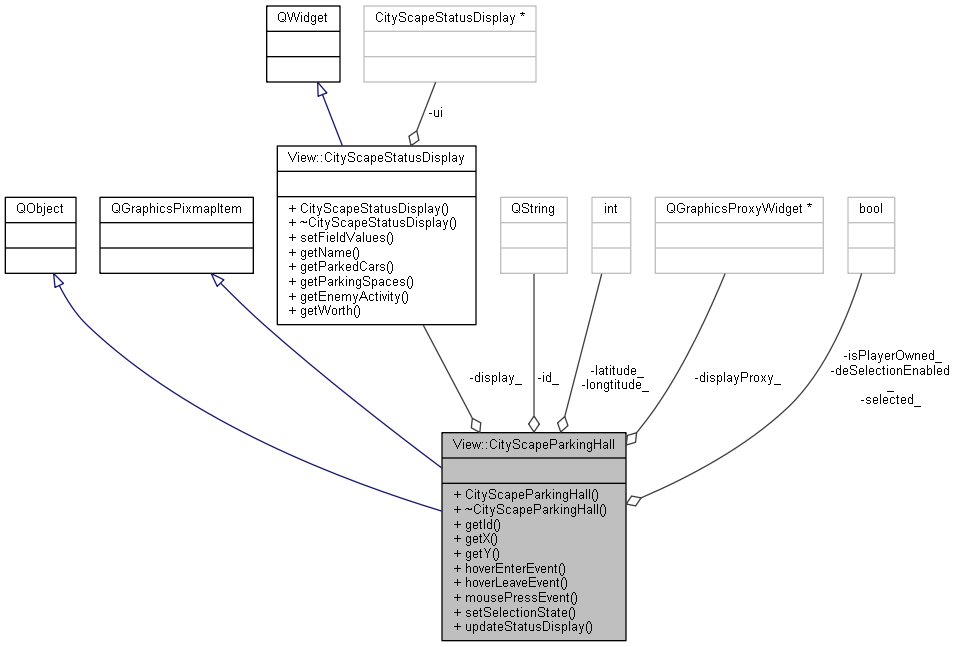 QWidget
CityScapeStatusDisplay *
-ui
View::CityScapeStatusDisplay
+ CityScapeStatusDisplay()
+ ~CityScapeStatusDisplay()
+ setFieldValues()
+ getName()
+ getParkedCars()
+ getParkingSpaces()
+ getEnemyActivity()
+ getWorth()
QObject
QGraphicsPixmapItem
QString
int
QGraphicsProxyWidget *
bool
-display_
-id_
-latitude_
-longtitude_
-displayProxy_
-isPlayerOwned_
-deSelectionEnabled
_
-selected_
View::CityScapeParkingHall
+ CityScapeParkingHall()
+ ~CityScapeParkingHall()
+ getId()
+ getX()
+ getY()
+ hoverEnterEvent()
+ hoverLeaveEvent()
+ mousePressEvent()
+ setSelectionState()
+ updateStatusDisplay()